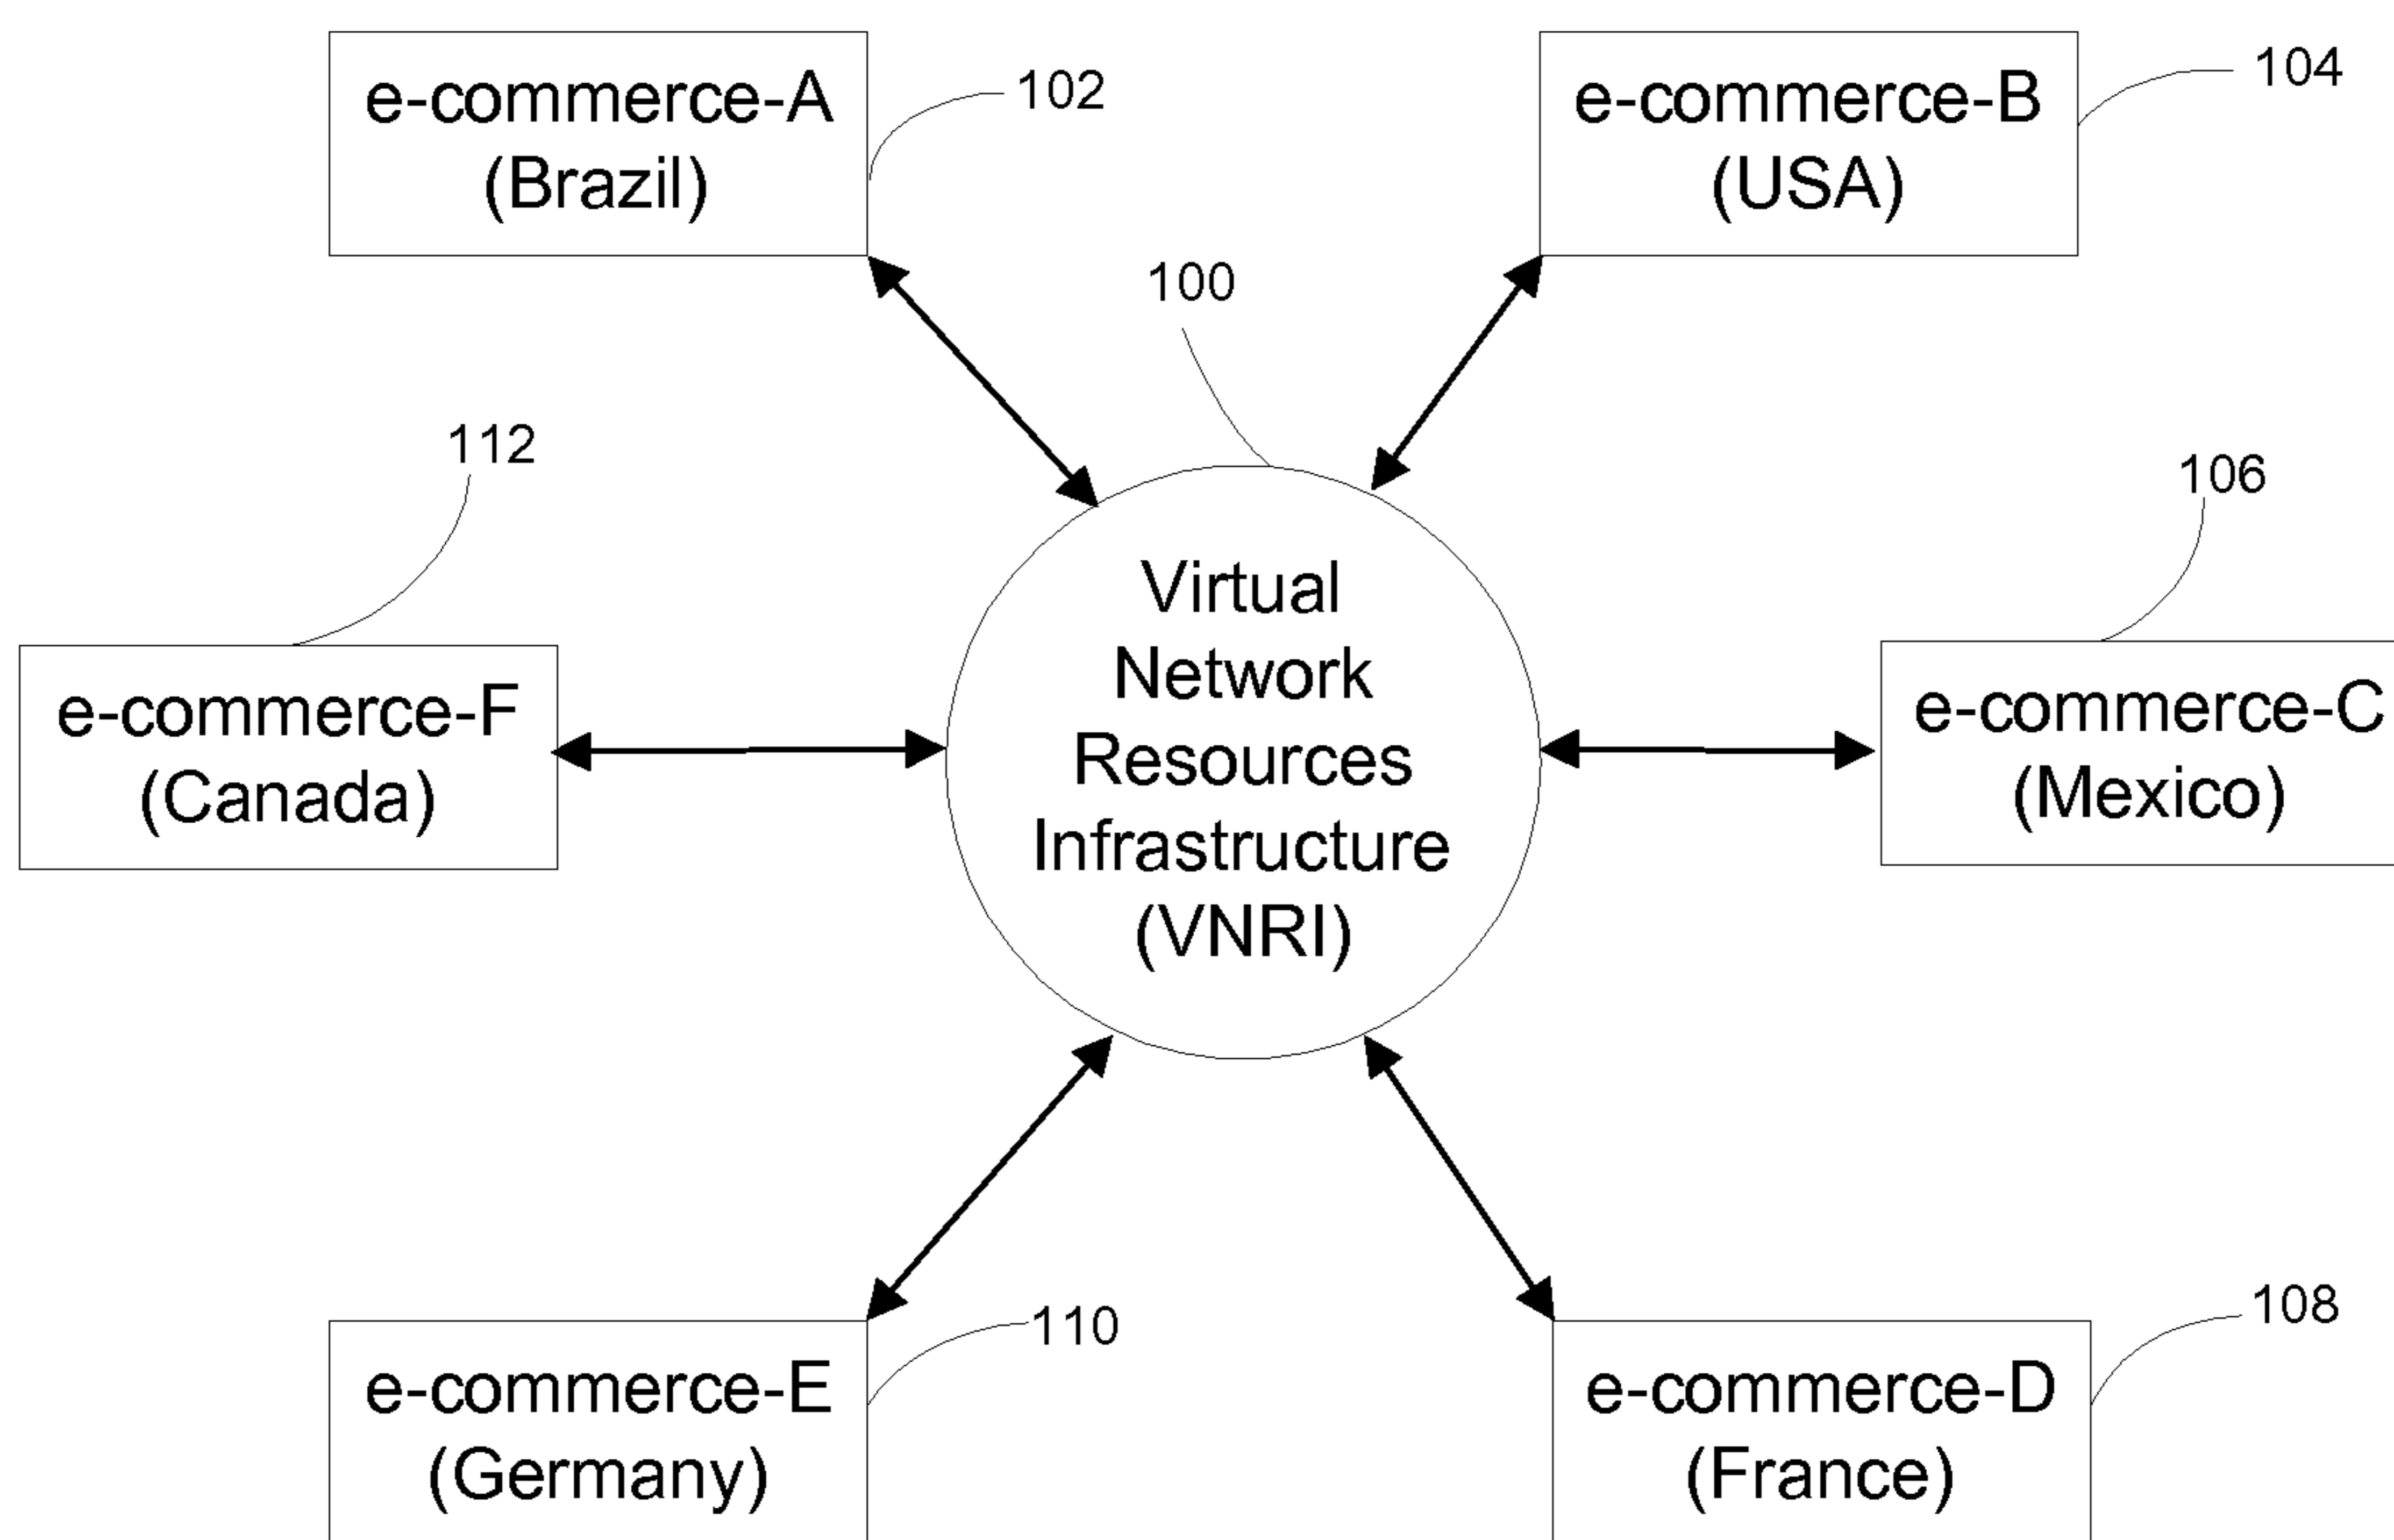 e-commerce-A
(Brazil)
102
e-commerce-B
(USA)
104
100
112
106
e-commerce-F
(Canada)
Virtual
Network
Resources
Infrastructure
(VNRI)
e-commerce-C
(Mexico)
e-commerce-E
(Germany)
110
e-commerce-D
(France)
108